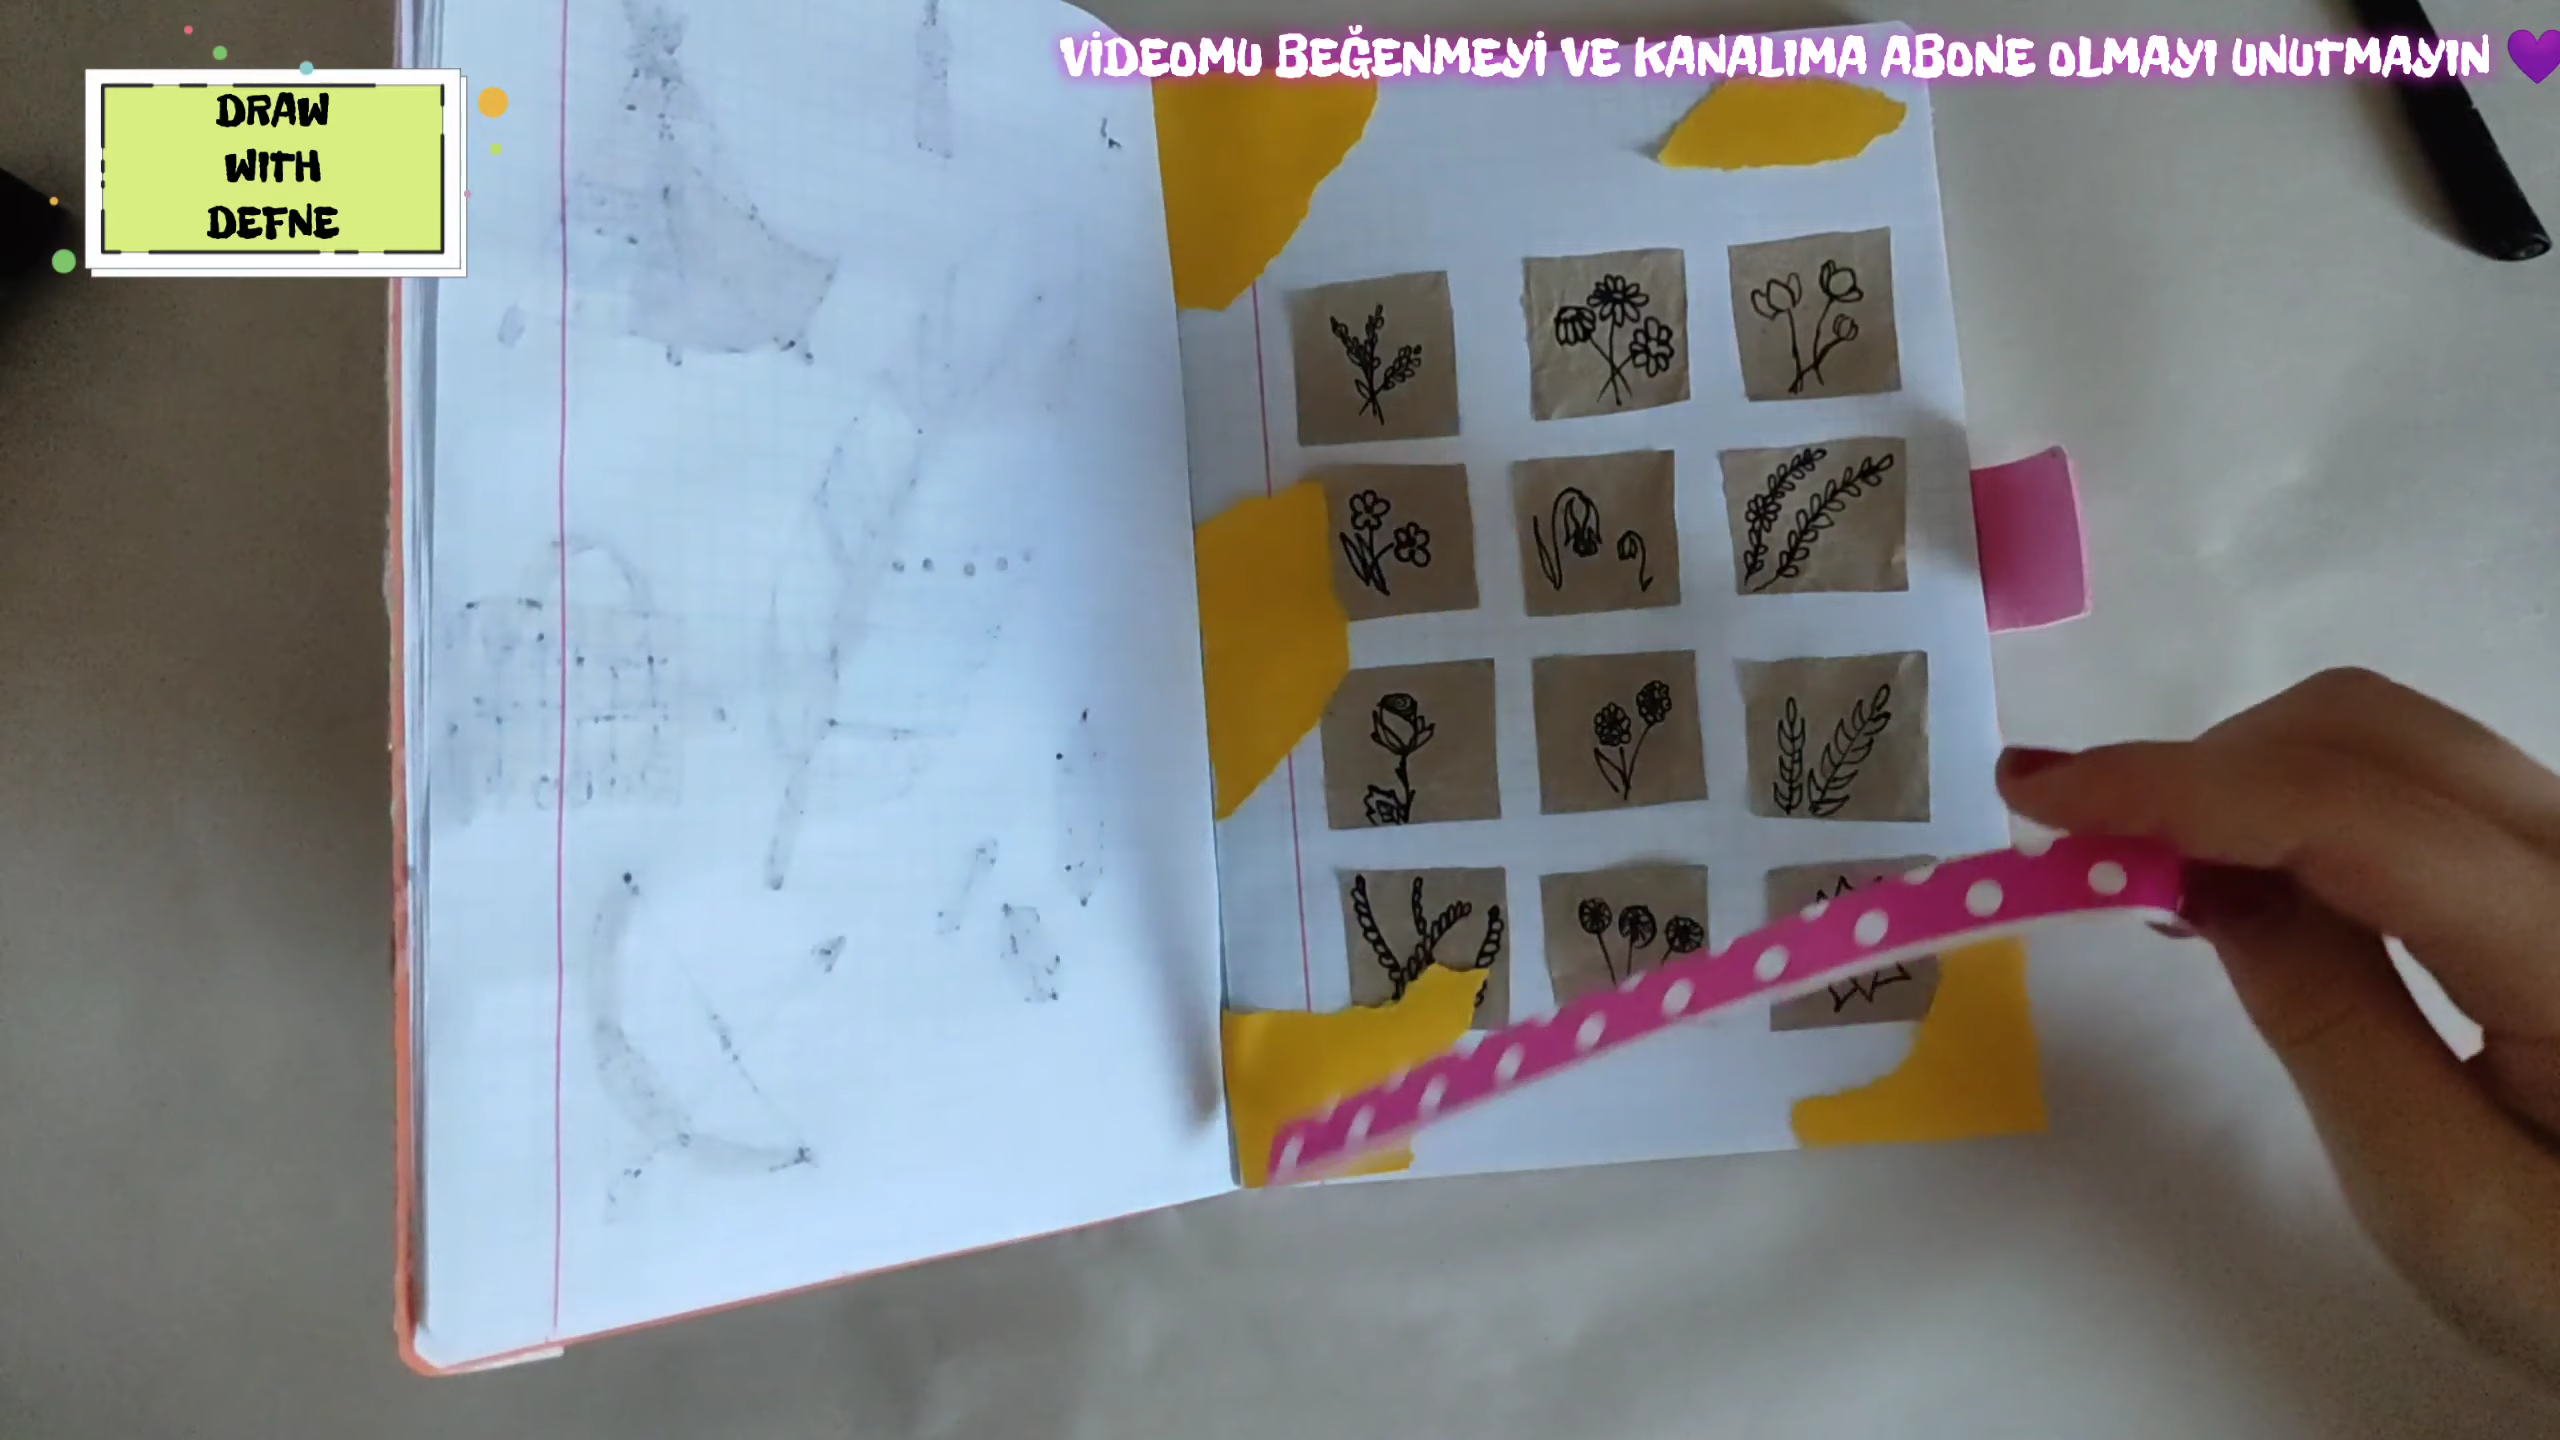 DRAW
WITH
DEFNE
VİDEOMU BEĞENMEYİ VE KANALIMA ABONE OLMAYI UNUTMAYIN 💜